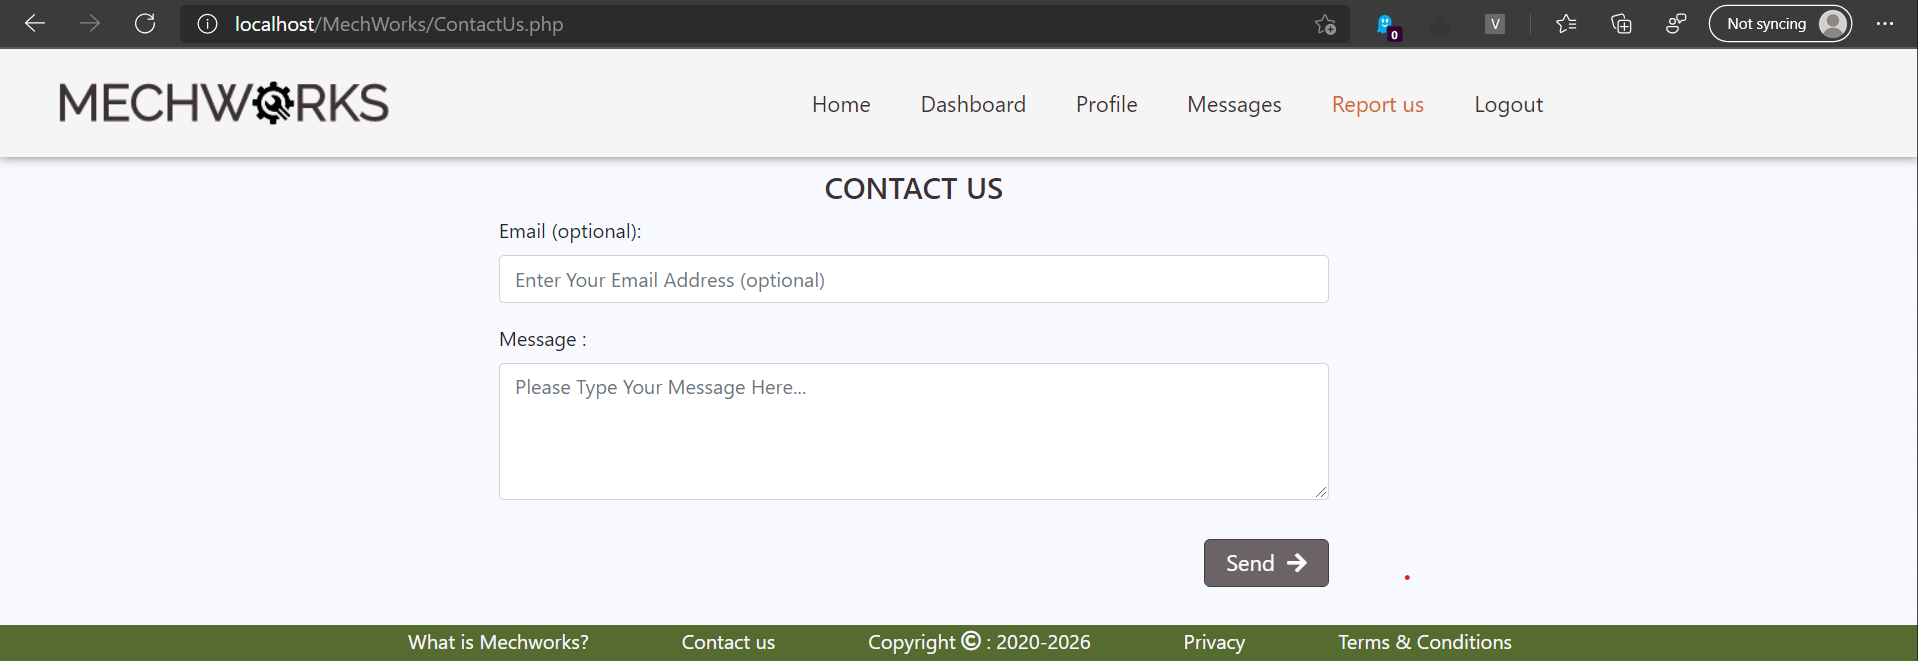 localhost/MechWorks/ContactUs.php
0
V
Not syncing
MECHWORKS
Home Dashboard Profile Messages Report us Logout
CONTACT US
Email (optional):
Enter Your Email Address (optional)
Message :
Please Type Your Message Here...
Send
What is Mechworks? Contact us Copyright © : 2020-2026 Privacy Terms & Conditions